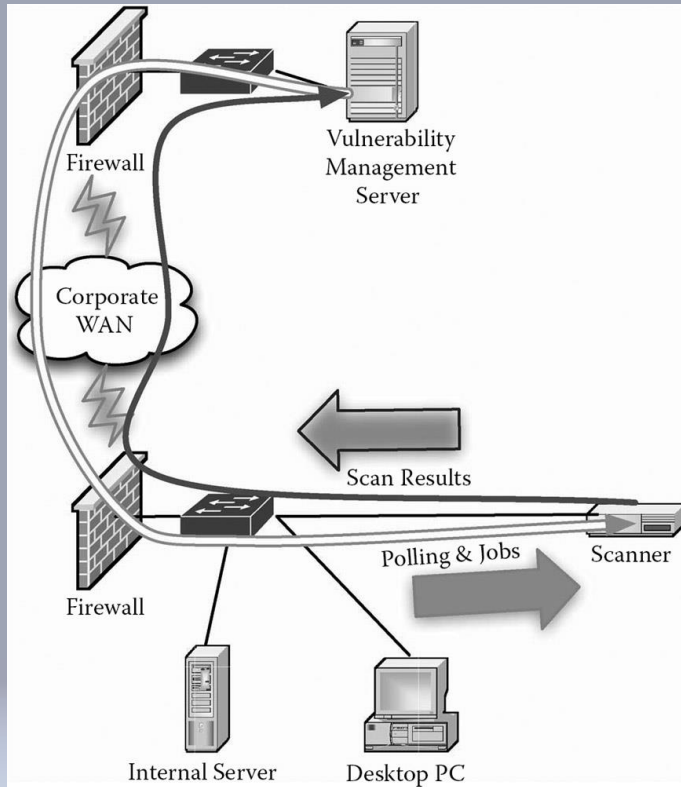 Vulnerability
Management
Server
Firewall
Corporate
WAN
Scan Results
Polling & Jobs
Scanner
Firewall
Internal Server
Desktop PC